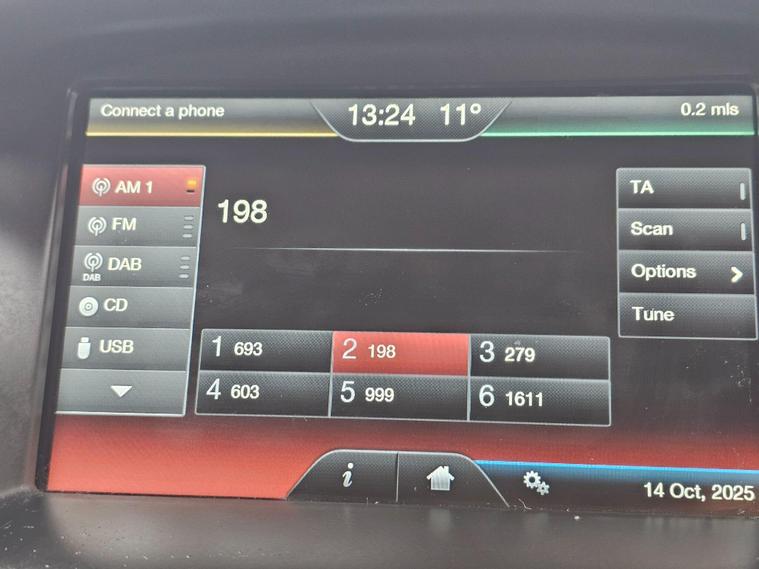 Connect a phone
13:24 11°
0.2 mls
AM 1
FM
DAB
DAB
CD
USB
198
TA
Scan
Options
Tune
1 693
2 198
3 279
4 603
5 999
6 1611
i
14 Oct, 2025